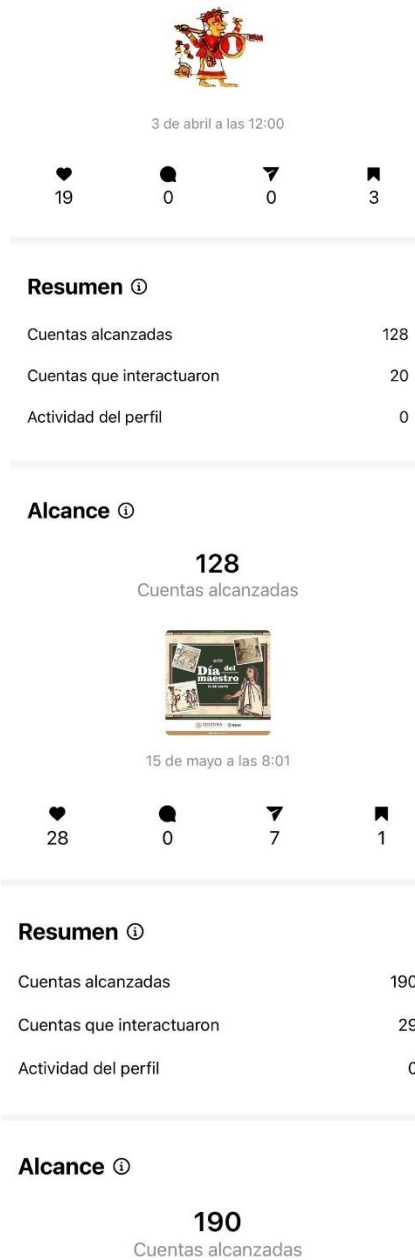 3 de abril a las 12:00
19 0 0 3
Resumen
Cuentas alcanzadas 128
Cuentas que interactuaron 20
Actividad del perfil 0
Alcance
128
Cuentas alcanzadas
Día del
maestro
CULTURA
15 de mayo a las 8:01
28 0 7 1
Resumen
Cuentas alcanzadas 190
Cuentas que interactuaron 29
Actividad del perfil 0
Alcance
190
Cuentas alcanzadas